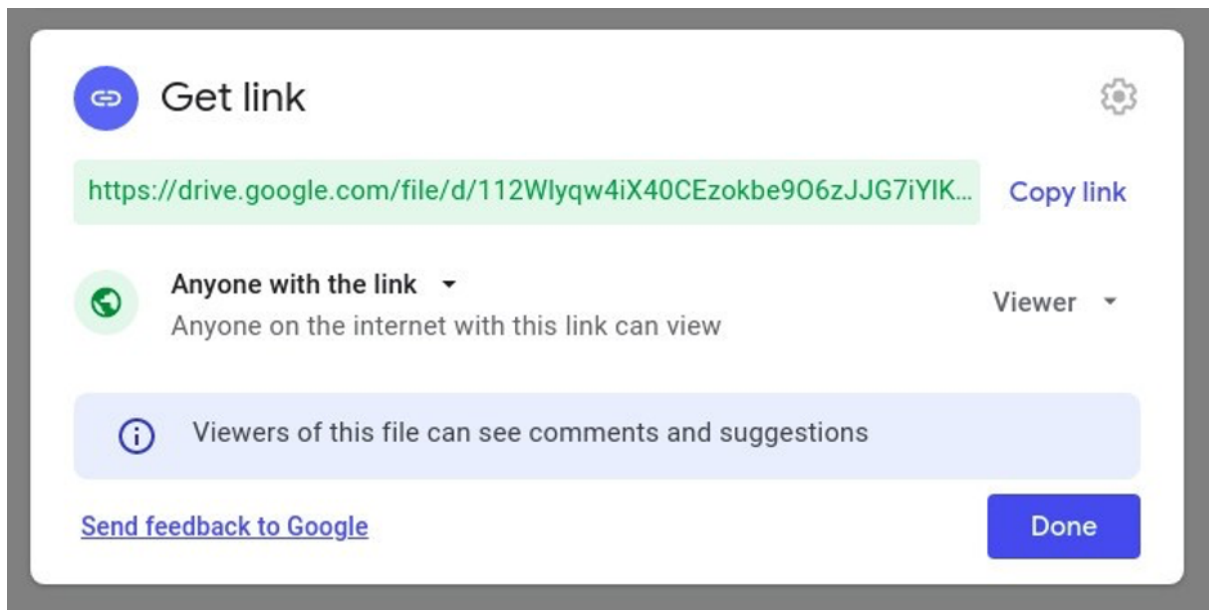 Get link
https://drive.google.com/file/d/112Wlyqw4iX40CEzokbe9O6zJJG7iYlK...
Copy link
Anyone with the link
Anyone on the internet with this link can view
Viewer
Viewers of this file can see comments and suggestions
Send feedback to Google
Done